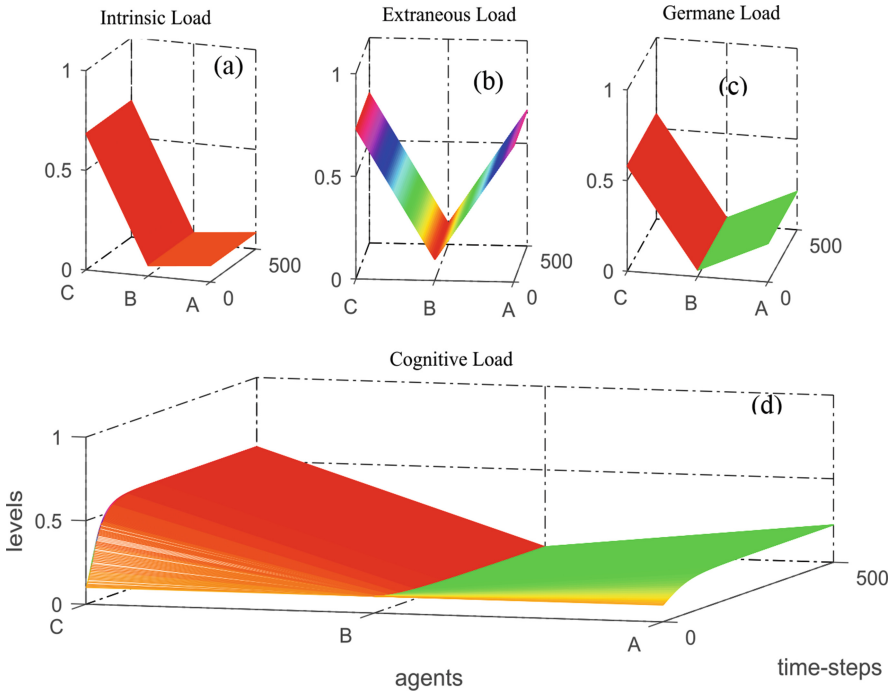 Intrinsic Load
Extraneous Load
Germane Load
(a)
(b)
(c)
1
0.5
0
C
B
A
0
500
1
0.5
0
C
B
A
0
500
1
0.5
0
C
B
A
0
500
Cognitive Load
(d)
1
0.5
0
levels
C
B
A
0
500
agents
time-steps